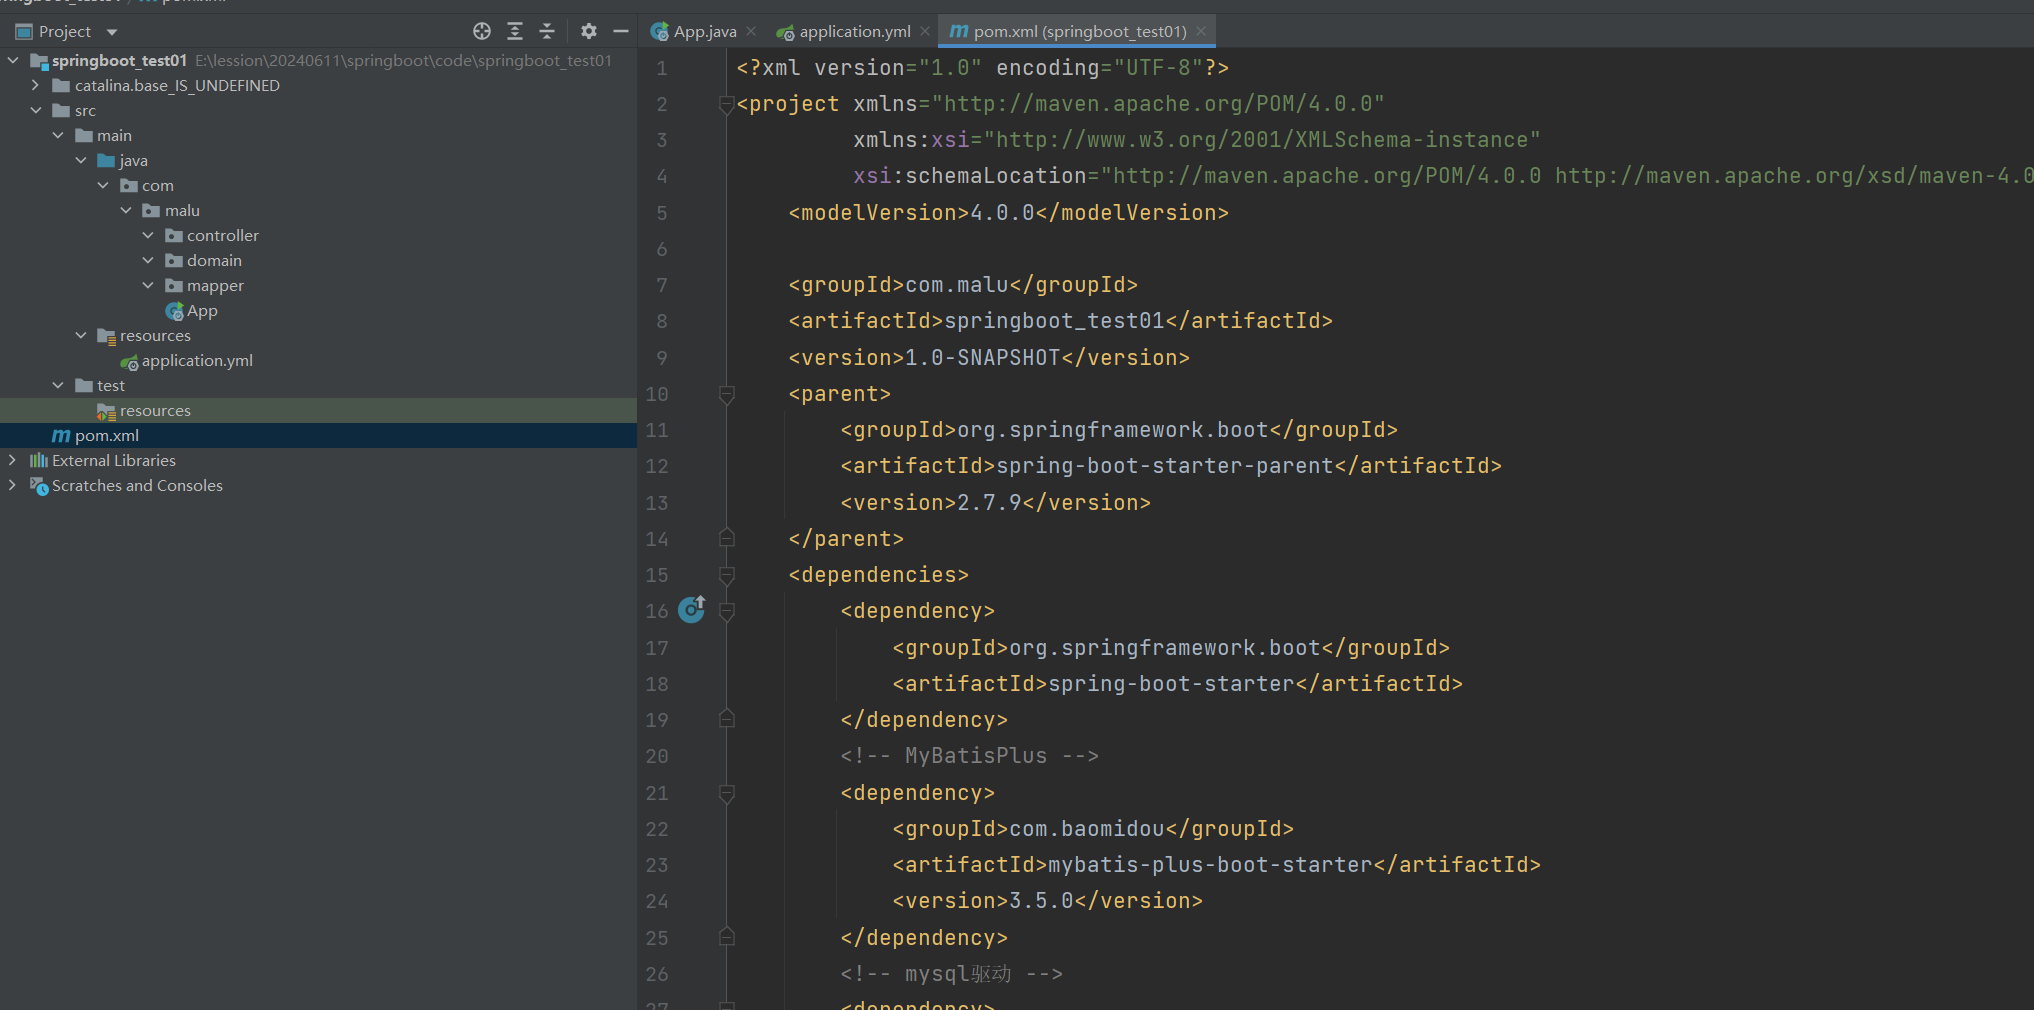 Project
springboot_test01 E:\lession\20240611\springboot\code\springboot_test01
catalina.base_IS_UNDEFINED
src
main
java
com
malu
controller
domain
mapper
App
resources
application.yml
test
resources
pom.xml
External Libraries
Scratches and Consoles
App.java
application.yml
pom.xml (springboot_test01)
1 <?xml version="1.0" encoding="UTF-8"?>
2 <project xmlns="http://maven.apache.org/POM/4.0.0"
3 xmlns:xsi="http://www.w3.org/2001/XMLSchema-instance"
4 xsi:schemaLocation="http://maven.apache.org/POM/4.0.0 http://maven.apache.org/xsd/maven-4.0
5 <modelVersion>4.0.0</modelVersion>
6
7 <groupId>com.malu</groupId>
8 <artifactId>springboot_test01</artifactId>
9 <version>1.0-SNAPSHOT</version>
10 <parent>
11 <groupId>org.springframework.boot</groupId>
12 <artifactId>spring-boot-starter-parent</artifactId>
13 <version>2.7.9</version>
14 </parent>
15 <dependencies>
16 <dependency>
17 <groupId>org.springframework.boot</groupId>
18 <artifactId>spring-boot-starter</artifactId>
19 </dependency>
20 <!-- MyBatisPlus -->
21 <dependency>
22 <groupId>com.baomidou</groupId>
23 <artifactId>mybatis-plus-boot-starter</artifactId>
24 <version>3.5.0</version>
25 </dependency>
26 <!-- mysql驱动 -->
27 <dependency>